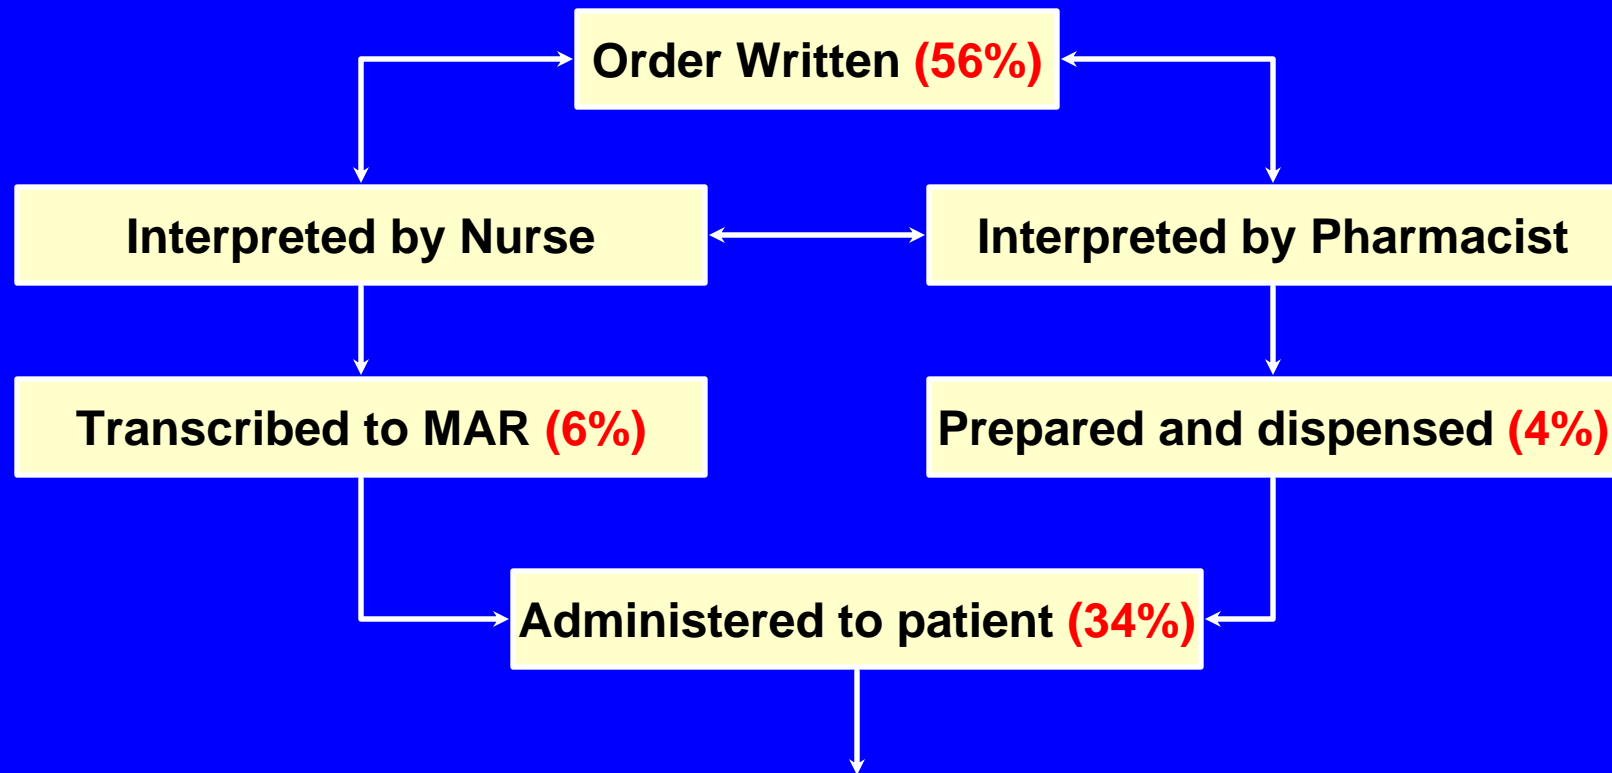 Order Written (56%)
Interpreted by Nurse
Interpreted by Pharmacist
Transcribed to MAR (6%)
Prepared and dispensed (4%)
Administered to patient (34%)